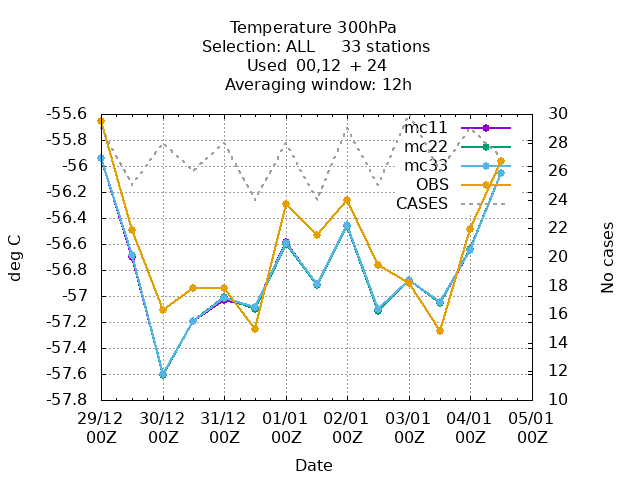 Temperature 300hPa
Selection: ALL 33 stations
Used 00,12 + 24
Averaging window: 12h
-55.6
-55.8
-56
-56.2
-56.4
-56.6
-56.8
-57
-57.2
-57.4
-57.6
-57.8
deg C
30
28
26
24
22
20
18
16
14
12
10
No cases
mc11
mc22
mc33
OBS
CASES
29/12 30/12 31/12 01/01 02/01 03/01 04/01 05/01
00Z 00Z 00Z 00Z 00Z 00Z 00Z 00Z
Date